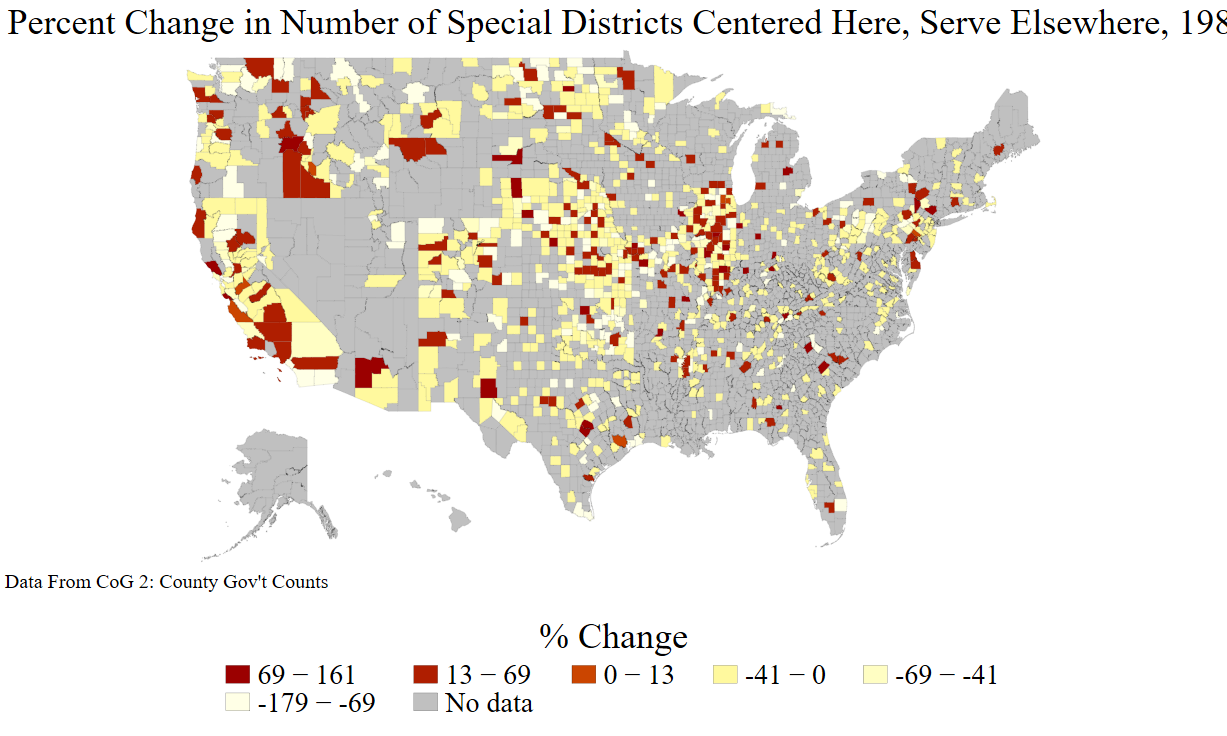 Percent Change in Number of Special Districts Centered Here, Serve Elsewhere, 198
Data From CoG 2: County Gov't Counts
% Change
69 − 161 13 − 69 0 − 13 -41 − 0 -69 − -41
-179 − -69 No data